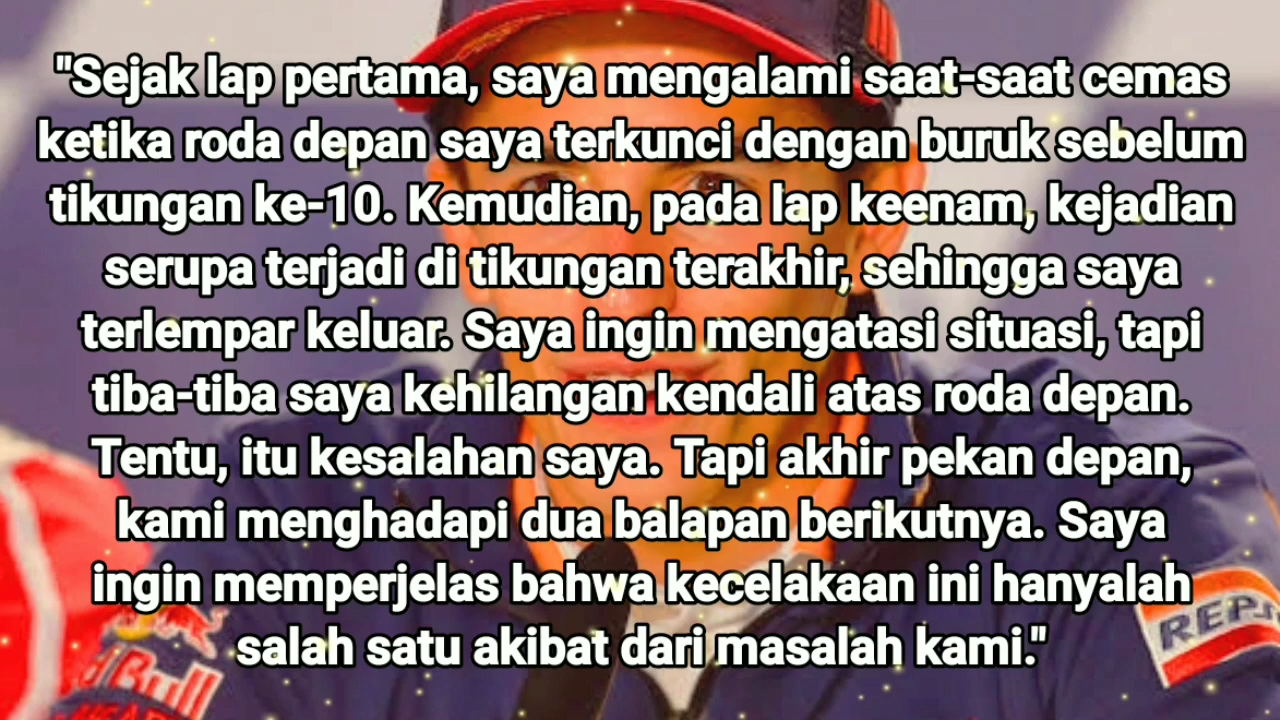 "Sejak lap pertama, saya mengalami saat-saat cemas
ketika roda depan saya terkunci dengan buruk sebelum
tikungan ke-10. Kemudian, pada lap keenam, kejadian
serupa terjadi di tikungan terakhir, sehingga saya
terlempar keluar. Saya ingin mengatasi situasi, tapi
tiba-tiba saya kehilangan kendali atas roda depan.
Tentu, itu kesalahan saya. Tapi akhir pekan depan,
kami menghadapi dua balapan berikutnya. Saya
ingin memperjelas bahwa kecelakaan ini hanyalah
salah satu akibat dari masalah kami."
REPS
Bull